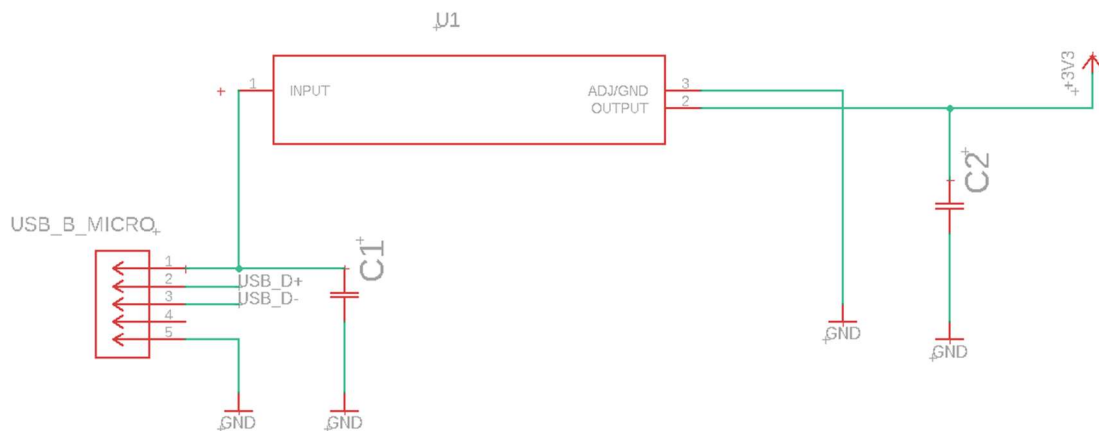 U1
1
INPUT
ADJ/GND
3
OUTPUT
2
+3V3
C2
USB_B_MICRO
C1
1
2
USB_D+
3
USB_D-
4
5
GND
GND
GND
GND